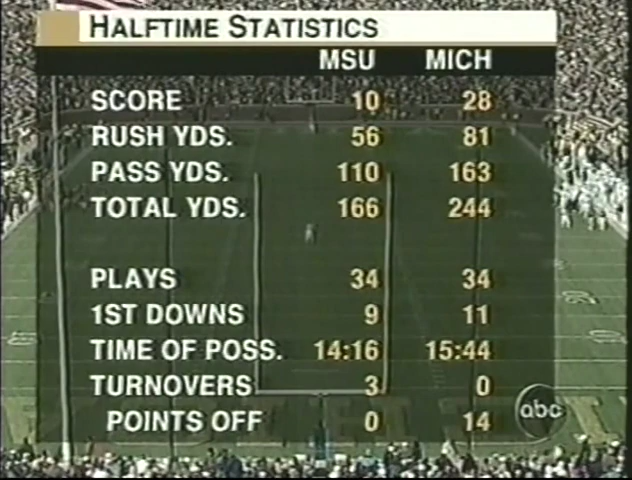 HALFTIME STATISTICS
MSU MICH
SCORE 10 28
RUSH YDS. 56 81
PASS YDS. 110 163
TOTAL YDS. 166 244
PLAYS 34 34
1ST DOWNS 9 11
TIME OF POSS. 14:16 15:44
TURNOVERS 3 0
POINTS OFF 0 14
abc